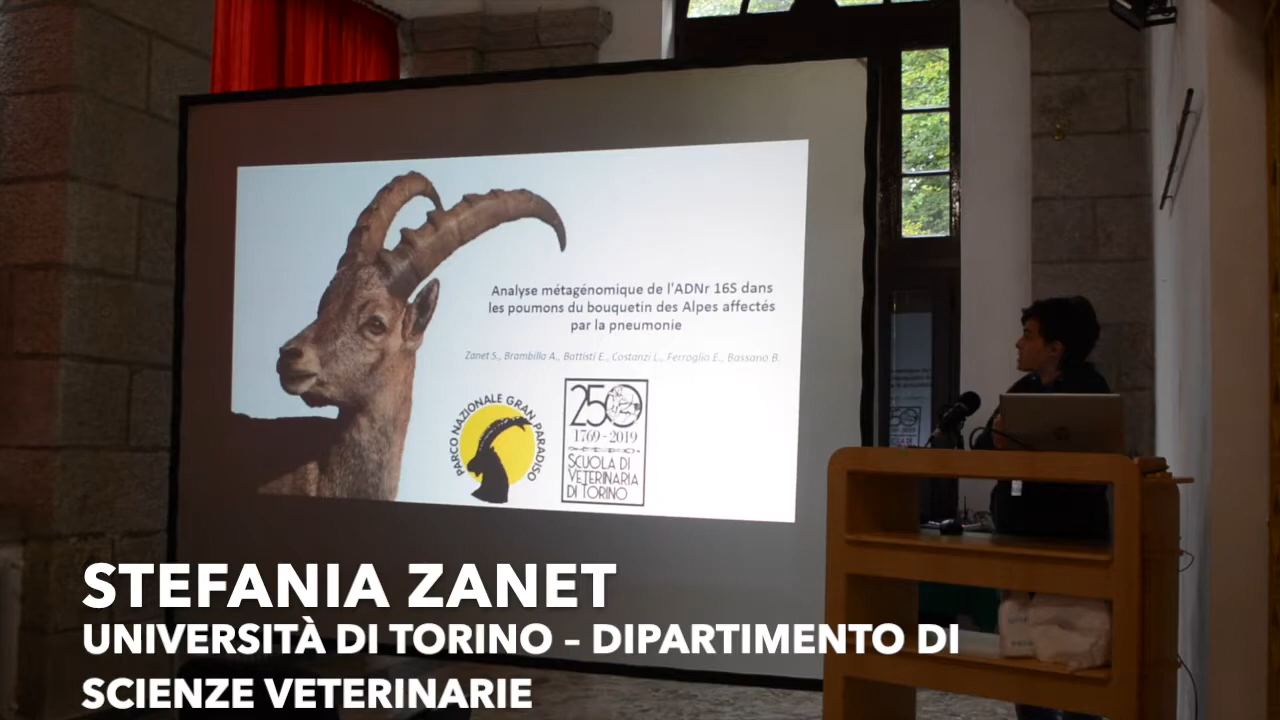 Analyse métagénomique de l'ADNr 16S dans
les poumons du bouquetin des Alpes affectés
par la pneumonie
Zanet S., Brambilla A., Battisti E., Costanzi L., Ferroglio E., Bassano B.
PARCO NAZIONALE GRAN PARADISO
250
1769-2019
SCUOLA DI
VETERINARIA
DI TORINO
STEFANIA ZANET
UNIVERSITÀ DI TORINO – DIPARTIMENTO DI
SCIENZE VETERINARIE